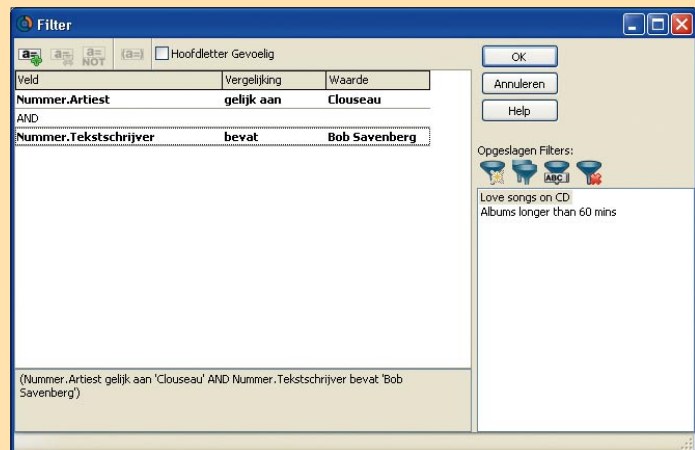 Filter
a=
a=
a=
NOT
(a=)
Hoofdletter Gevoelig
OK
Annuleren
Help
Veld Vergelijking Waarde
Nummer.Artiest gelijk aan Clouseau
AND
Nummer.Tekstschrijver bevat Bob Savenberg
Opgeslagen Filters:
ABC
Love songs on CD
Albums longer than 60 mins
(Nummer.Artiest gelijk aan 'Clouseau' AND Nummer.Tekstschrijver bevat 'Bob
Savenberg')